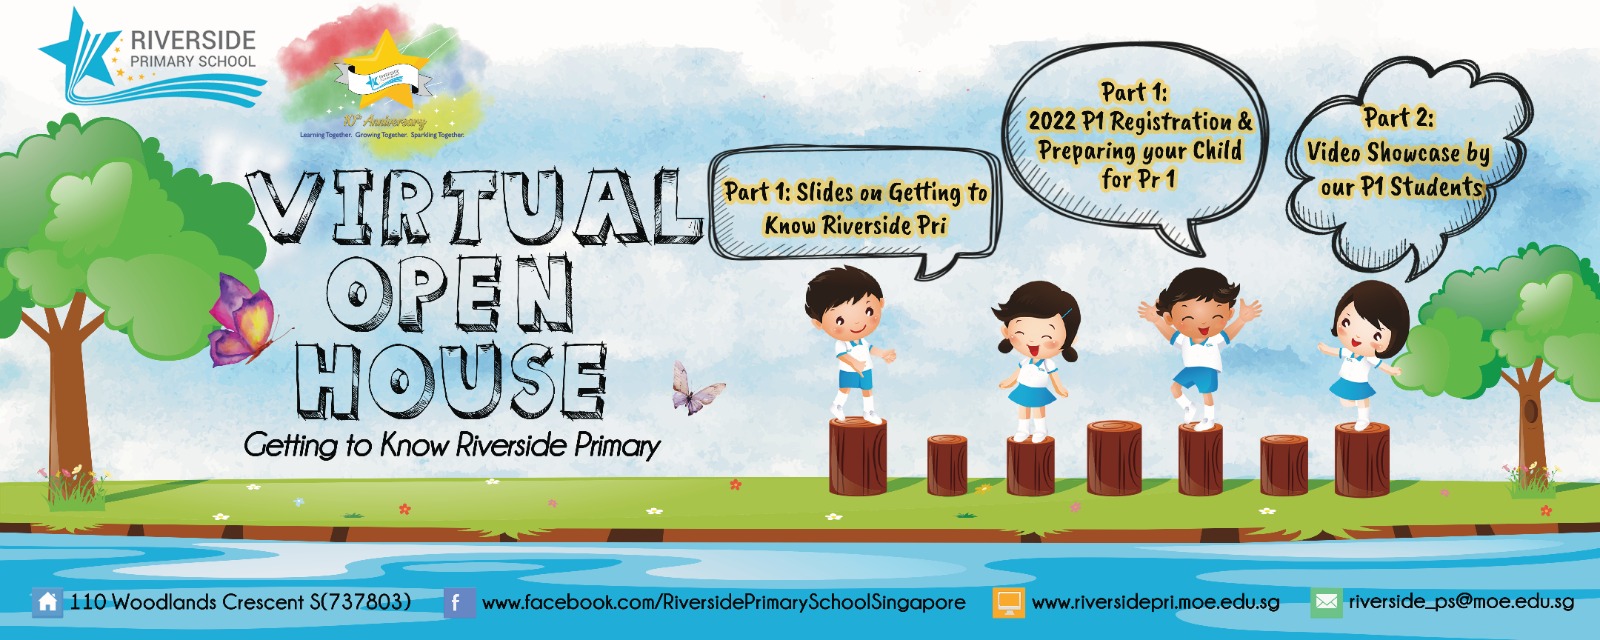 RIVERSIDE
PRIMARY SCHOOL
10th Anniversary
Learning Together. Growing Together. Sparkling Together.
VIRTUAL
OPEN
HOUSE
Getting to Know Riverside Primary
Part 1: Slides on Getting to
Know Riverside Pri
Part 1:
2022 P1 Registration &
Preparing your Child
for Pr 1
Part 2:
Video Showcase by
our P1 Students
110 Woodlands Crescent S(737803)
www.facebook.com/RiversidePrimarySchoolSingapore
www.riversidepri.moe.edu.sg
riverside_ps@moe.edu.sg